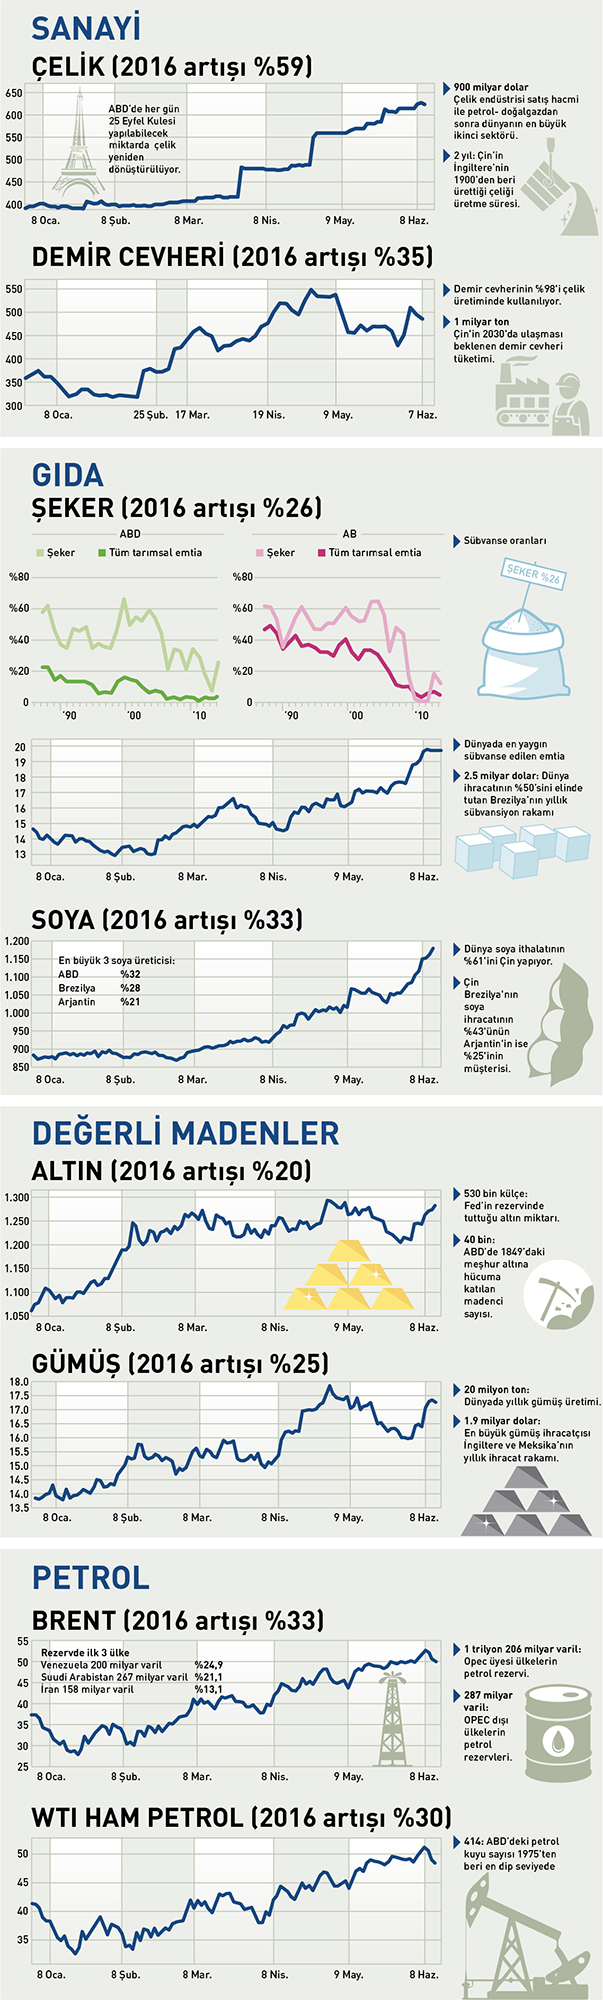 SANAYİ
ÇELİK (2016 artışı %59)
650
600
550
500
450
400
ABD'de her gün
25 Eyfel Kulesi
yapılabilecek
miktarda çelik
yeniden
dönüştürülüyor.
8 Oca. 8 Şub. 8 Mar. 8 Nis. 9 May. 8 Haz.
900 milyar dolar
Çelik endüstrisi satış hacmi
ile petrol- doğalgazdan
sonra dünyanın en büyük
ikinci sektörü.
2 yıl: Çin'in
İngiltere'nin
1900'den beri
ürettiği çeliği
üretme süresi.
DEMİR CEVHERİ (2016 artışı %35)
550
500
450
400
350
300
8 Oca. 25 Şub. 17 Mar. 19 Nis. 9 May. 7 Haz.
Demir cevherinin %98'i çelik
üretiminde kullanılıyor.
1 milyar ton
Çin'in 2030'da ulaşması
beklenen demir cevheri
tüketimi.
GIDA
ŞEKER (2016 artışı %26)
ABD
Şeker Tüm tarımsal emtia
%80
%60
%40
%20
0
'90 '00 '10
AB
Şeker Tüm tarımsal emtia
%80
%60
%40
%20
0
'90 '00 '10
Sübvanse oranları
ŞEKER %26
20
19
18
17
16
15
14
13
8 Oca. 8 Şub. 8 Mar. 8 Nis. 9 May. 8 Haz.
Dünyada en yaygın
sübvanse edilen emtia
2.5 milyar dolar: Dünya
ihracatının %50'sini elinde
tutan Brezilya'nın yıllık
sübvansiyon rakamı
SOYA (2016 artışı %33)
1.200
1.150
1.100
1.050
1.000
950
900
850
En büyük 3 soya üreticisi:
ABD %32
Brezilya %28
Arjantin %21
8 Oca. 8 Şub. 8 Mar. 8 Nis. 9 May. 8 Haz.
Dünya soya ithalatının
%61'ini Çin yapıyor.
Çin
Brezilya'nın
soya
ihracatının
%43'ünün
Arjantin'in ise
%25'inin
müşterisi.
DEĞERLİ MADENLER
ALTIN (2016 artışı %20)
1.300
1.250
1.200
1.150
1.100
1.050
8 Oca. 8 Şub. 8 Mar. 8 Nis. 9 May. 8 Haz.
530 bin külçe:
Fed'in rezervinde
tuttuğu altın miktarı.
40 bin:
ABD'de 1849'daki
meşhur altına
hücuma
katılan
madenci
sayısı.
GÜMÜŞ (2016 artışı %25)
18.0
17.5
17.0
16.5
16.0
15.5
15.0
14.5
14.0
13.5
8 Oca. 8 Şub. 8 Mar. 8 Nis. 9 May. 8 Haz.
20 milyon ton:
Dünyada yıllık gümüş üretimi.
1.9 milyar dolar:
En büyük gümüş ihracatçısı
İngiltere ve Meksika'nın
yıllık ihracat rakamı.
PETROL
BRENT (2016 artışı %33)
55
50
45
40
35
30
25
Rezervde ilk 3 ülke
Venezuela 200 milyar varil %24,9
Suudi Arabistan 267 milyar varil %21,1
İran 158 milyar varil %13,1
8 Oca. 8 Şub. 8 Mar. 8 Nis. 9 May. 8 Haz.
1 trilyon 206 milyar varil:
Opec üyesi ülkelerin
petrol rezervi.
287 milyar
varil:
OPEC dışı
ülkelerin
petrol
rezervleri.
WTI HAM PETROL (2016 artışı %30)
50
45
40
35
8 Oca. 8 Şub. 8 Mar. 8 Nis. 9 May. 8 Haz.
414: ABD'deki petrol
kuyu sayısı 1975'ten
beri en dip seviyede